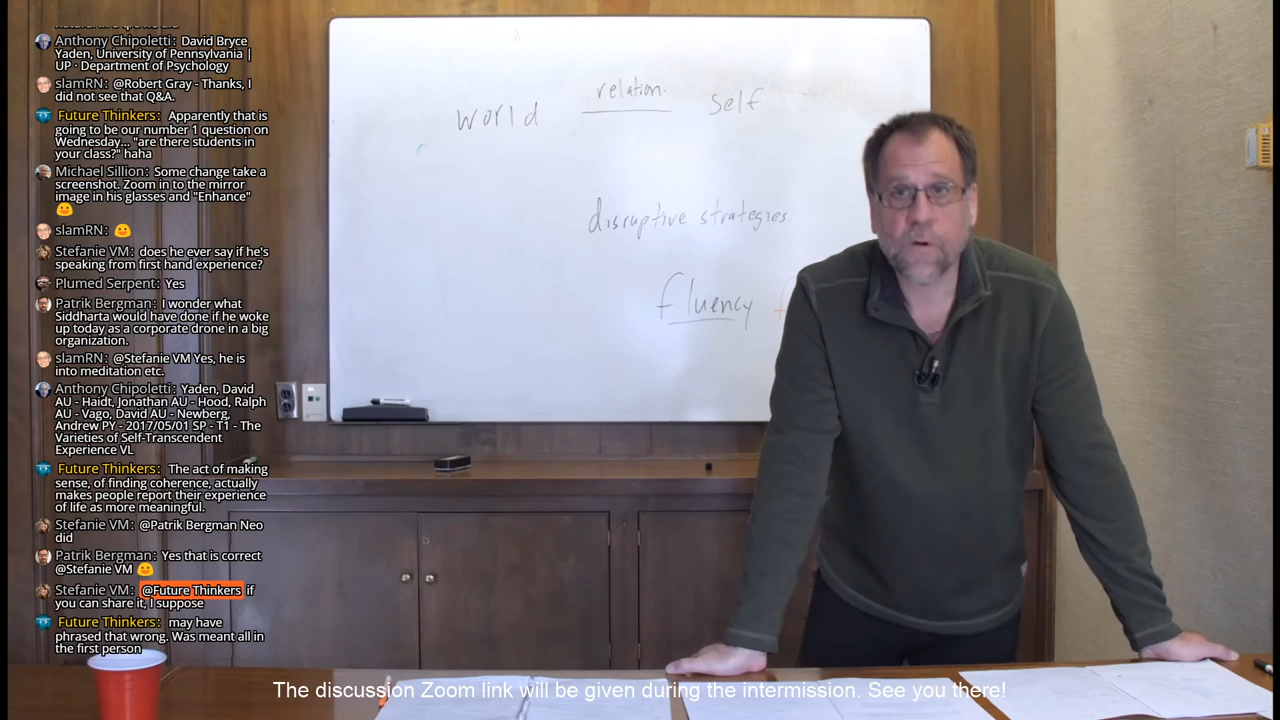 Anthony Chipoletti: David Bryce
Yaden, University of Pennsylvania |
UP · Department of Psychology
slamRN: @Robert Gray - Thanks, I
did not see that Q&A.
Future Thinkers: Apparently that is
going to be our number 1 question on
Wednesday... "are there students in
your class?" haha
Michael Sillion: Some change take a
screenshot. Zoom in to the mirror
image in his glasses and "Enhance"
slamRN:
Stefanie VM: does he ever say if he's
speaking from first hand experience?
Plumed Serpent: Yes
Patrik Bergman: I wonder what
Siddharta would have done if he woke
up today as a corporate drone in a big
organization.
slamRN: @Stefanie VM Yes, he is
into meditation etc.
Anthony Chipoletti: Yaden, David
AU - Haidt, Jonathan AU - Hood, Ralph
AU - Vago, David AU - Newberg,
Andrew PY - 2017/05/01 SP - T1 - The
Varieties of Self-Transcendent
Experience VL
Future Thinkers: The act of making
sense, of finding coherence, actually
makes people report their experience
of life as more meaningful.
Stefanie VM: @Patrik Bergman Neo
did
Patrik Bergman: Yes that is correct
@Stefanie VM
Stefanie VM: @Future Thinkers if
you can share it, I suppose
Future Thinkers: may have
phrased that wrong. Was meant all in
the first person
world relation self
disruptive strategies
fluency
The discussion Zoom link will be given during the intermission. See you there!